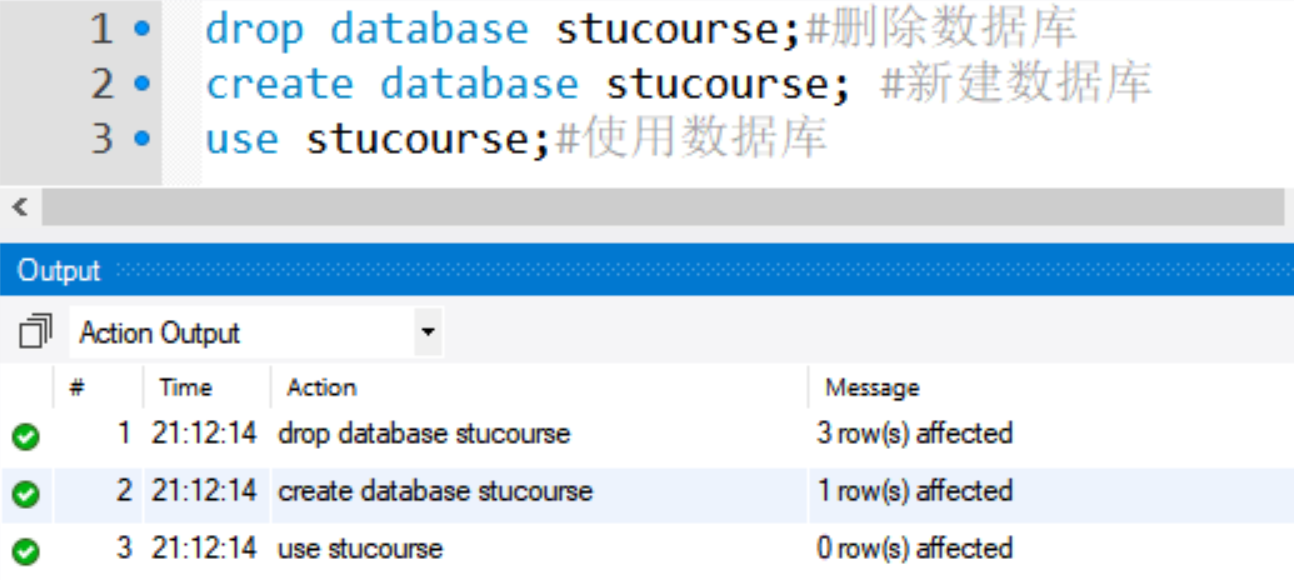 1 drop database stucourse;#删除数据库
2 create database stucourse; #新建数据库
3 use stucourse;#使用数据库
Output
Action Output
# Time Action Message
1 21:12:14 drop database stucourse 3 row(s) affected
2 21:12:14 create database stucourse 1 row(s) affected
3 21:12:14 use stucourse 0 row(s) affected